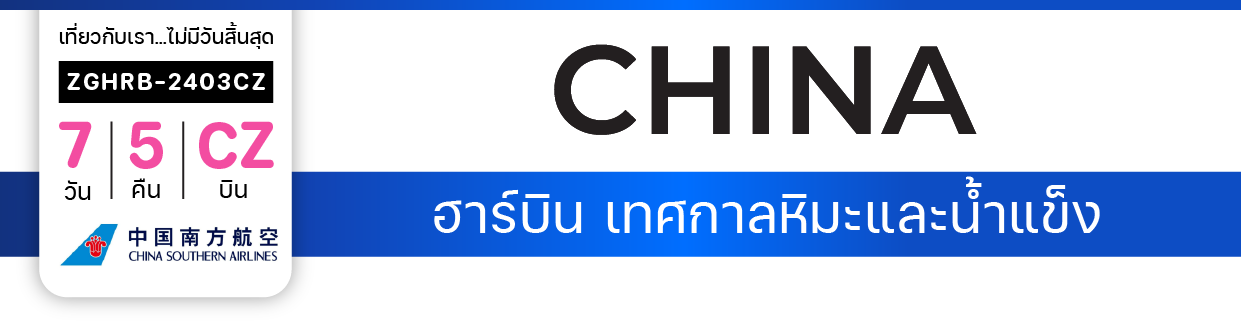 เที่ยวกับเรา...ไม่มีวันสิ้นสุด
ZGHRB-2403CZ
7 วัน
5 คืน
CZ บิน
中国南方航空
CHINA SOUTHERN AIRLINES
CHINA
ฮาร์บิน เทศกาลหิมะและน้ำแข็ง